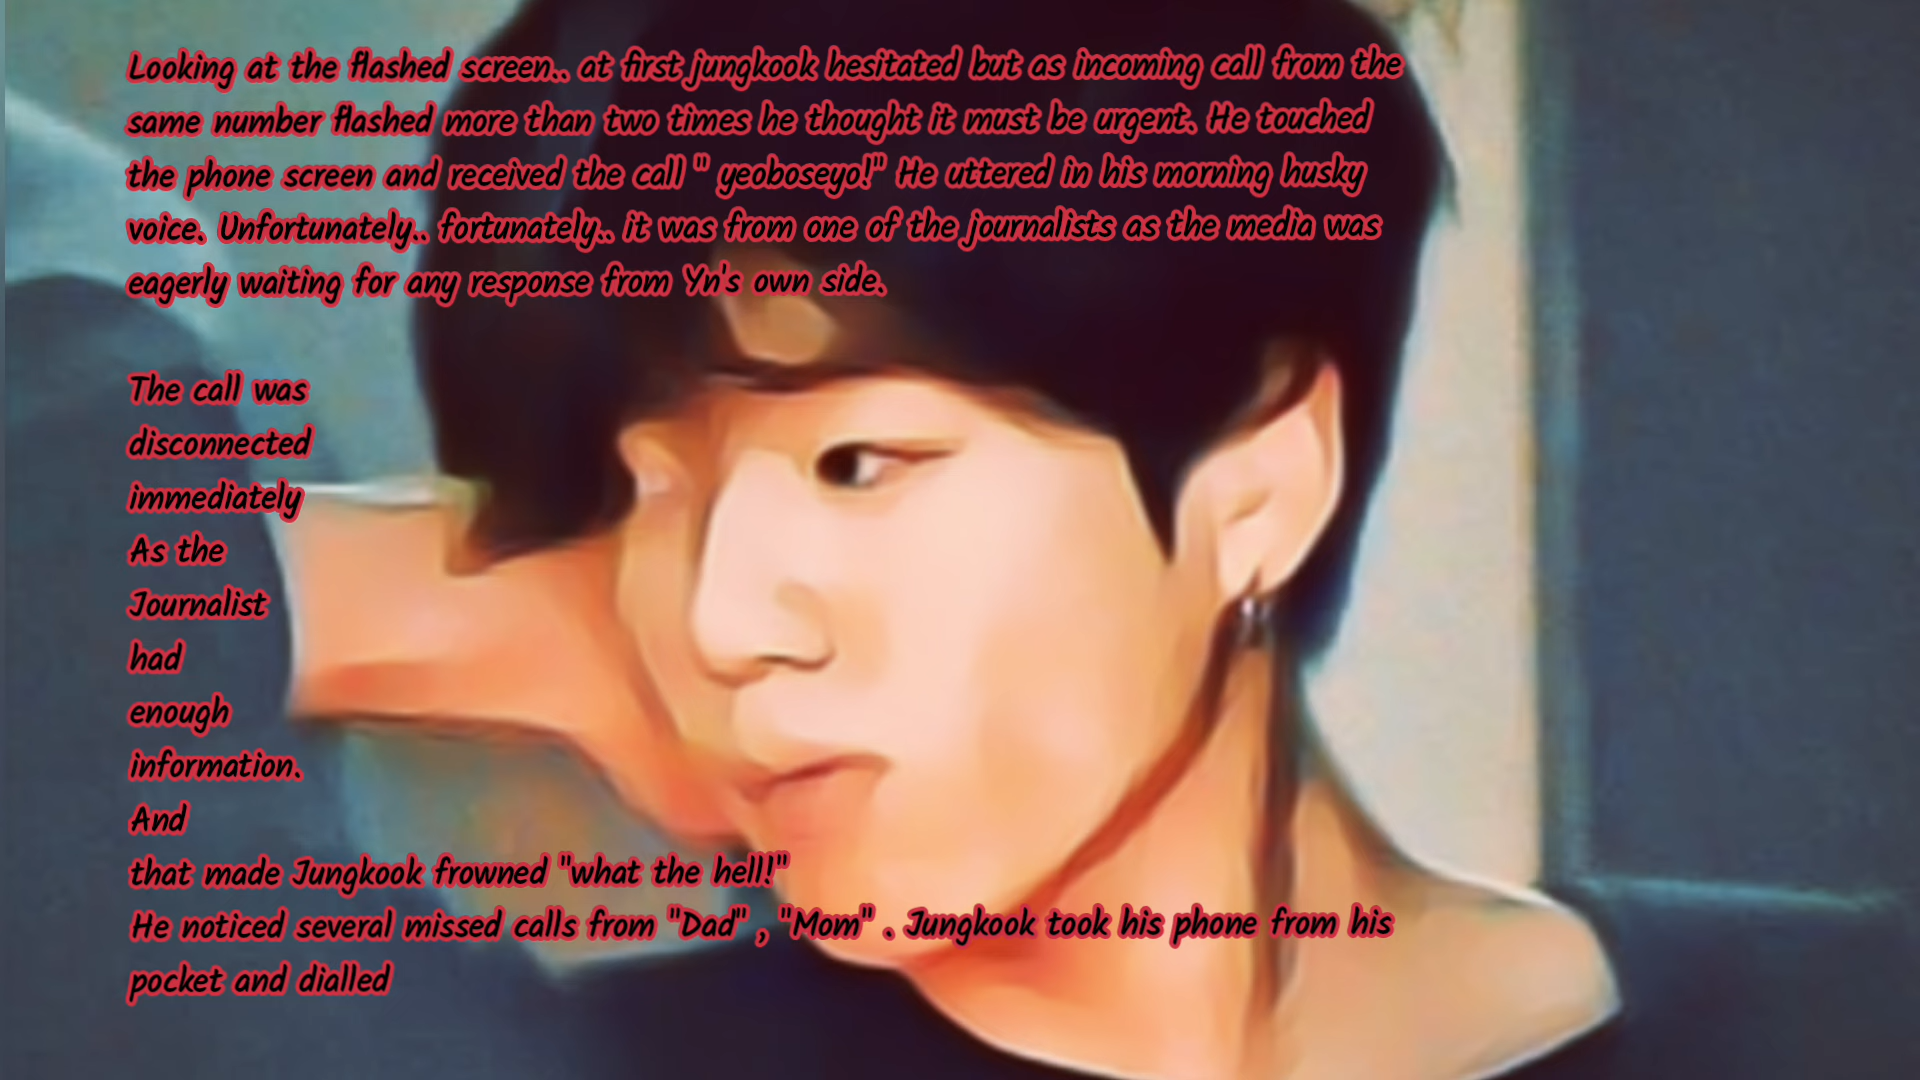 Looking at the flashed screen.. at first jungkook hesitated but as incoming call from the
same number flashed more than two times he thought it must be urgent. He touched
the phone screen and received the call " yeoboseyo!" He uttered in his morning husky
voice. Unfortunately.. fortunately.. it was from one of the journalists as the media was
eagerly waiting for any response from Yn's own side.
The call was
disconnected
immediately
As the
Journalist
had
enough
information.
And
that made Jungkook frowned "what the hell!"
He noticed several missed calls from "Dad" , "Mom" . Jungkook took his phone from his
pocket and dialled